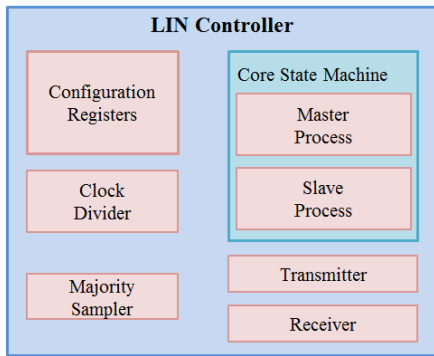 LIN Controller
Configuration
Registers
Clock
Divider
Majority
Sampler
Core State Machine
Master
Process
Slave
Process
Transmitter
Receiver